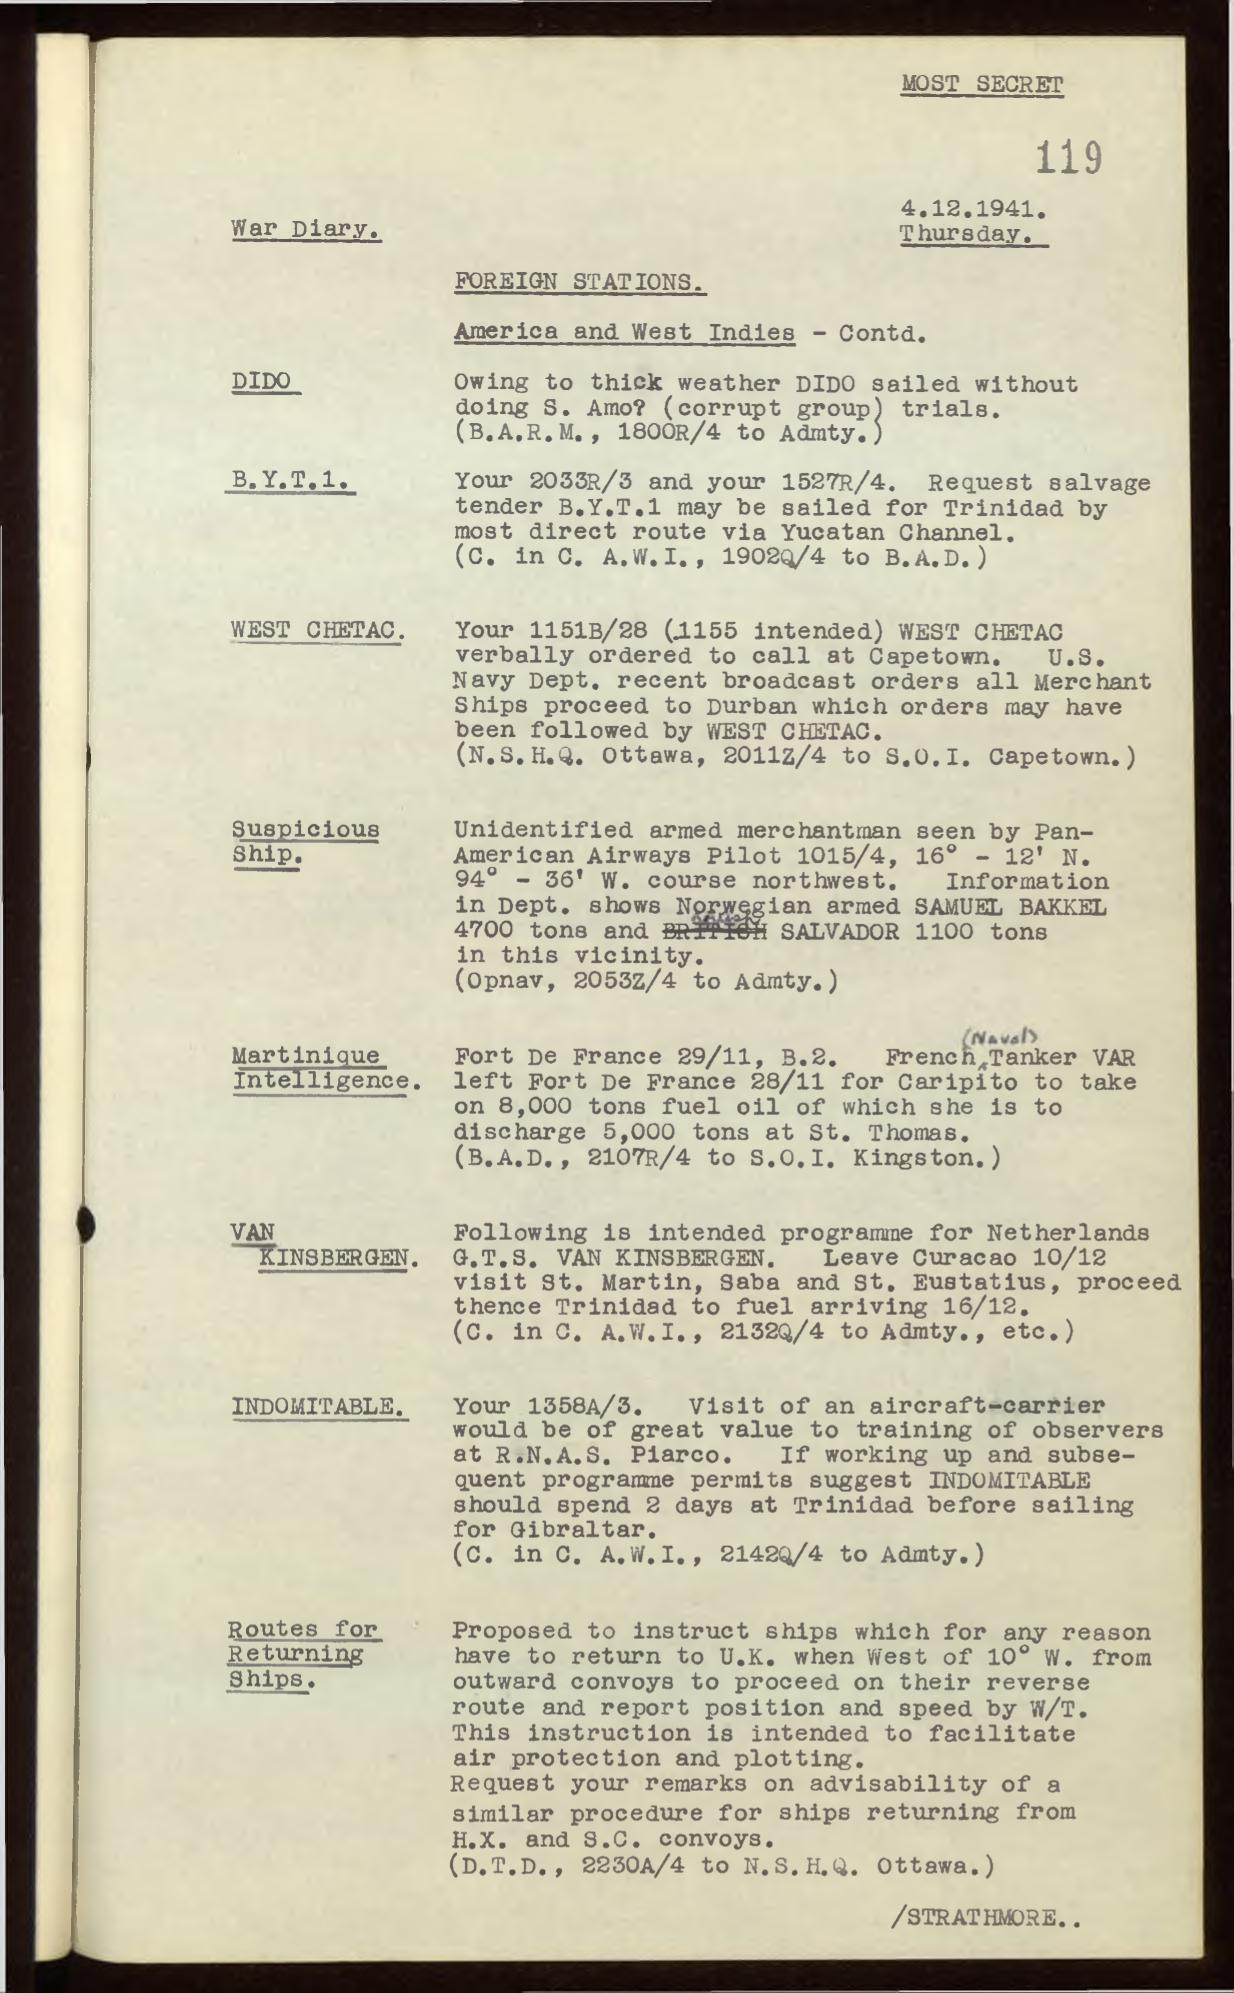 MOST SECRET
119
4.12.1941.
War Diary.
Thursday.
FOREIGN STATIONS.
America and West Indies - Contd.
DIDO
Owing to thick weather DIDO sailed without
doing S. Amo? (corrupt group) trials.
(B.A.R.M., 1800R/4 to Admty.)
B.Y.T.1.
Your 2033R/3 and your 1527R/4. Request salvage
tender B.Y.T.1 may be sailed for Trinidad by
most direct route via Yucatan Channel.
(C. in C. A.W.I., 1902Q/4 to B.A.D.)
WEST CHETAC.
Your 1151B/28 (1155 intended) WEST CHETAC
verbally ordered to call at Capetown. U.S.
Navy Dept. recent broadcast orders all Merchant
Ships proceed to Durban which orders may have
been followed by WEST CHETAC.
(N.S.H.Q. Ottawa, 2011Z/4 to S.O.I. Capetown.)
Suspicious
Ship.
Unidentified armed merchantman seen by Pan-
American Airways Pilot 1015/4, 16° - 12' N.
94° - 36' W. course northwest. Information
in Dept. shows Norwegian armed SAMUEL BAKKEL
4700 tons and BRITISH SALVADOR 1100 tons
in this vicinity.
(Opnav, 2053Z/4 to Admty.)
Martinique
Intelligence.
(Naval)
Fort De France 29/11, B.2. French Tanker VAR
left Fort De France 28/11 for Caripito to take
on 8,000 tons fuel oil of which she is to
discharge 5,000 tons at St. Thomas.
(B.A.D., 2107R/4 to S.O.I. Kingston.)
VAN
KINSBERGEN.
Following is intended programme for Netherlands
G.T.S. VAN KINSBERGEN. Leave Curacao 10/12
visit St. Martin, Saba and St. Eustatius, proceed
thence Trinidad to fuel arriving 16/12.
(C. in C. A.W.I., 2132Q/4 to Admty., etc.)
INDOMITABLE.
Your 1358A/3. Visit of an aircraft-carrier
would be of great value to training of observers
at R.N.A.S. Piarco. If working up and subse-
quent programme permits suggest INDOMITABLE
should spend 2 days at Trinidad before sailing
for Gibraltar.
(C. in C. A.W.I., 2142Q/4 to Admty.)
Routes for
Returning
Ships.
Proposed to instruct ships which for any reason
have to return to U.K. when West of 10° W. from
outward convoys to proceed on their reverse
route and report position and speed by W/T.
This instruction is intended to facilitate
air protection and plotting.
Request your remarks on advisability of a
similar procedure for ships returning from
H.X. and S.C. convoys.
(D.T.D., 2230A/4 to N.S.H.Q. Ottawa.)
/STRATHMORE..